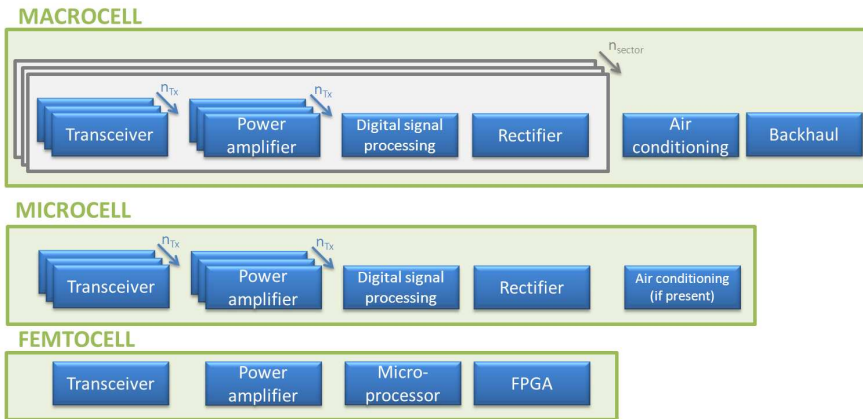 MACROCELL
n_sector
n_Tx
n_Tx
Transceiver
Power
amplifier
Digital signal
processing
Rectifier
Air
conditioning
Backhaul
MICROCELL
n_Tx
n_Tx
Transceiver
Power
amplifier
Digital signal
processing
Rectifier
Air conditioning
(if present)
FEMTOCELL
Transceiver
Power
amplifier
Micro-
processor
FPGA